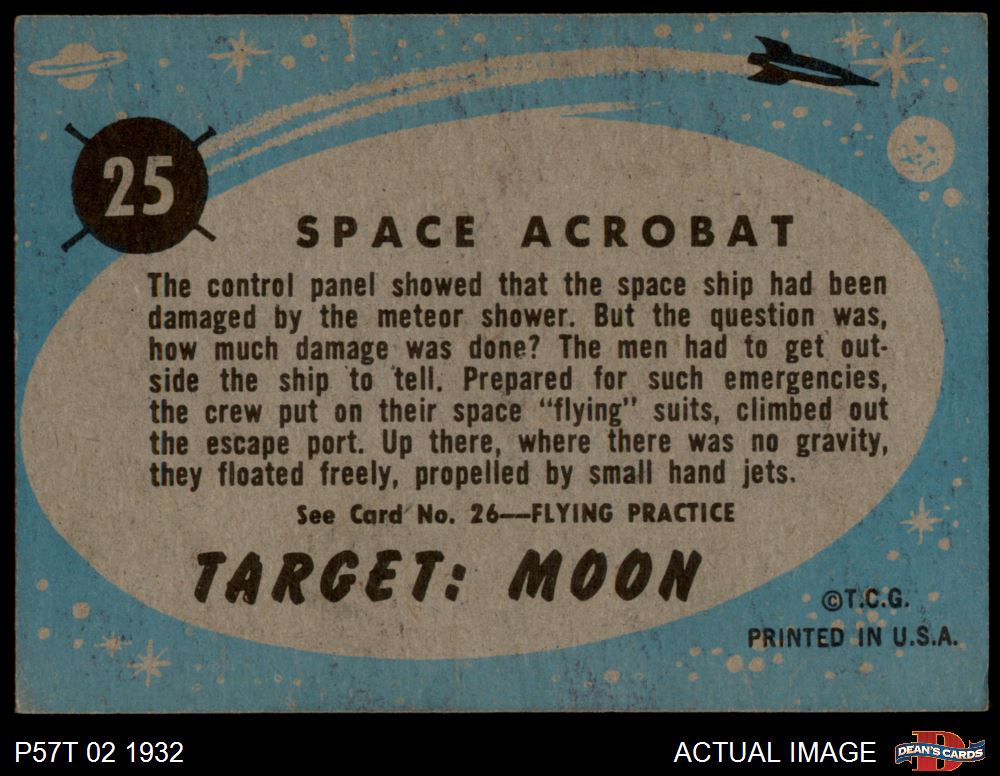 25
SPACE ACROBAT
The control panel showed that the space ship had been
damaged by the meteor shower. But the question was,
how much damage was done? The men had to get out-
side the ship to tell. Prepared for such emergencies,
the crew put on their space “flying” suits, climbed out
the escape port. Up there, where there was no gravity,
they floated freely, propelled by small hand jets.
See Card No. 26—FLYING PRACTICE
TARGET: MOON
©T.C.G.
PRINTED IN U.S.A.
P57T 02 1932
ACTUAL IMAGE
D
DEAN'S CARDS